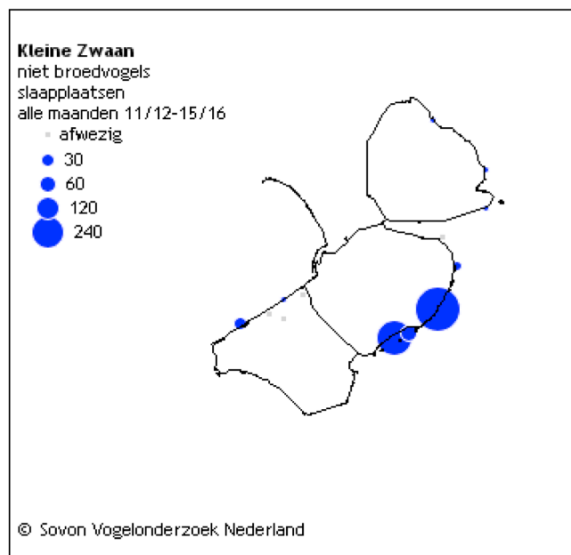 Kleine Zwaan
niet broedvogels
slaapplaatsen
alle maanden 11/12-15/16
afwezig
30
60
120
240
© Sovon Vogelonderzoek Nederland